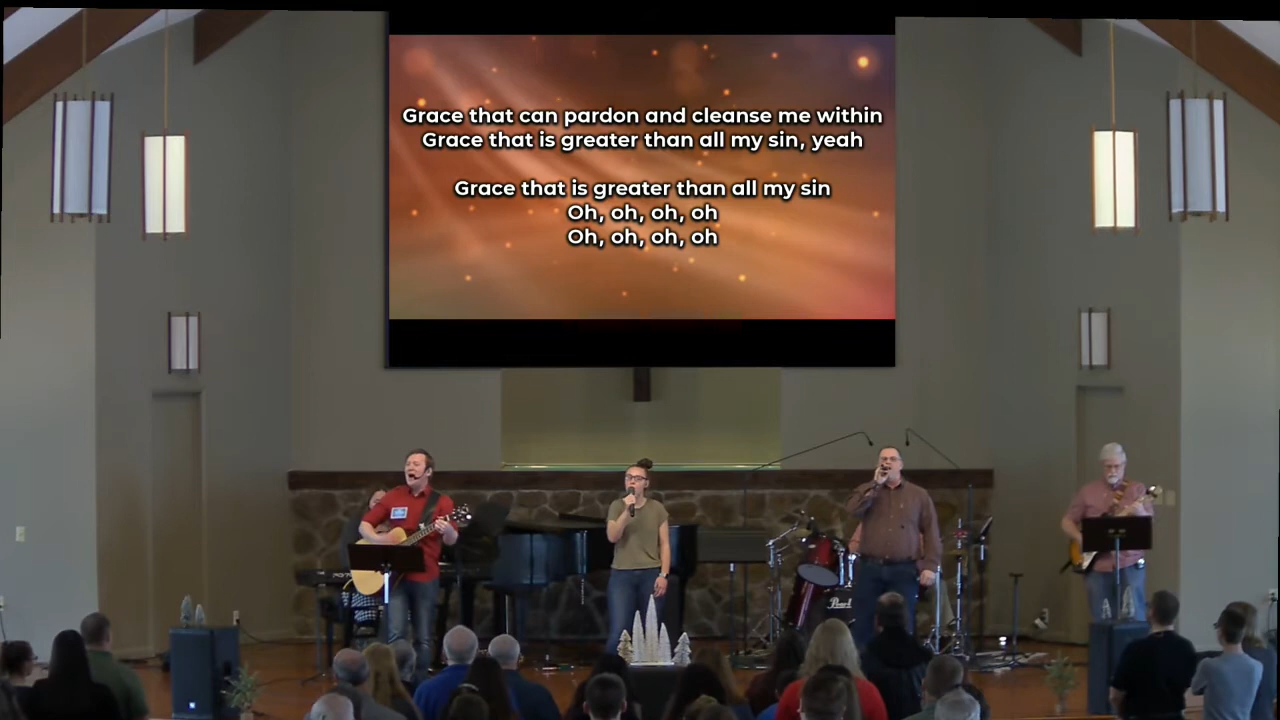 Grace that can pardon and cleanse me within
Grace that is greater than all my sin, yeah
Grace that is greater than all my sin
Oh, oh, oh, oh
Oh, oh, oh, oh
Pearl